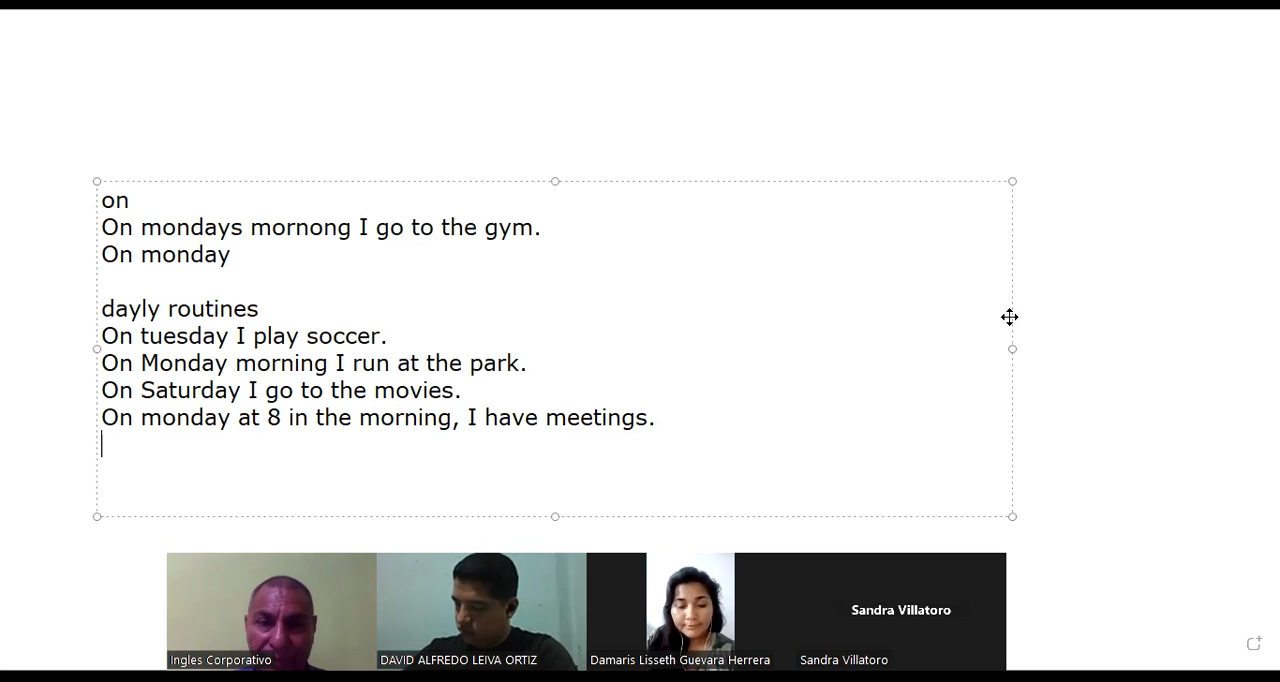 on
On mondays mornong I go to the gym.
On monday
dayly routines
On tuesday I play soccer.
On Monday morning I run at the park.
On Saturday I go to the movies.
On monday at 8 in the morning, I have meetings.
Sandra Villatoro
Ingles Corporativo
DAVID ALFREDO LEIVA ORTIZ
Damaris Lisseth Guevara Herrera
Sandra Villatoro